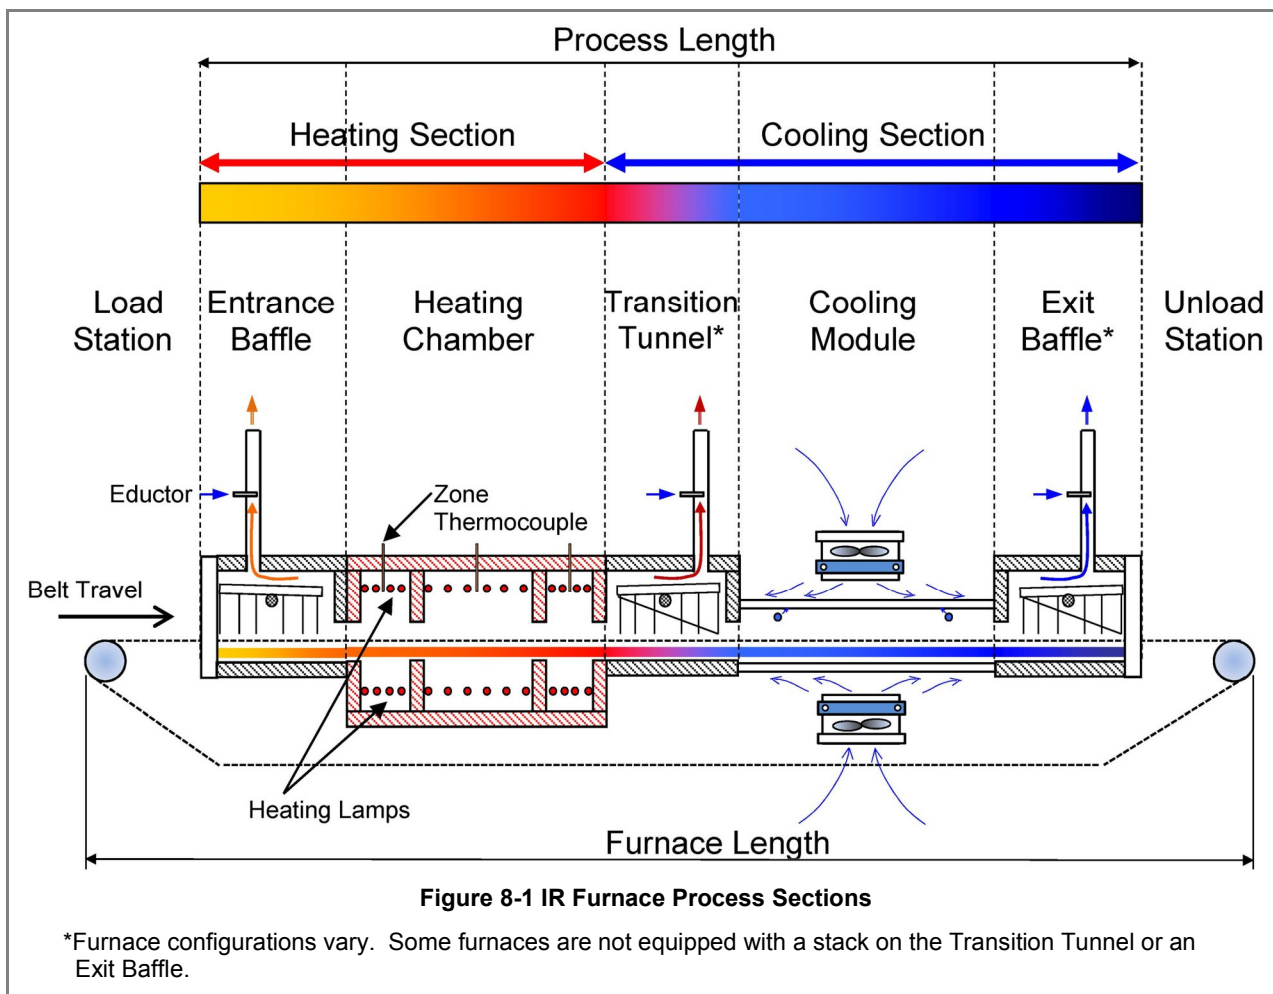 Process Length
Heating Section
Cooling Section
Load
Station
Entrance
Baffle
Heating
Chamber
Transition
Tunnel*
Cooling
Module
Exit
Baffle*
Unload
Station
Eductor
Zone
Thermocouple
Belt Travel
Heating Lamps
Furnace Length
Figure 8-1 IR Furnace Process Sections
*Furnace configurations vary.  Some furnaces are not equipped with a stack on the Transition Tunnel or an
Exit Baffle.